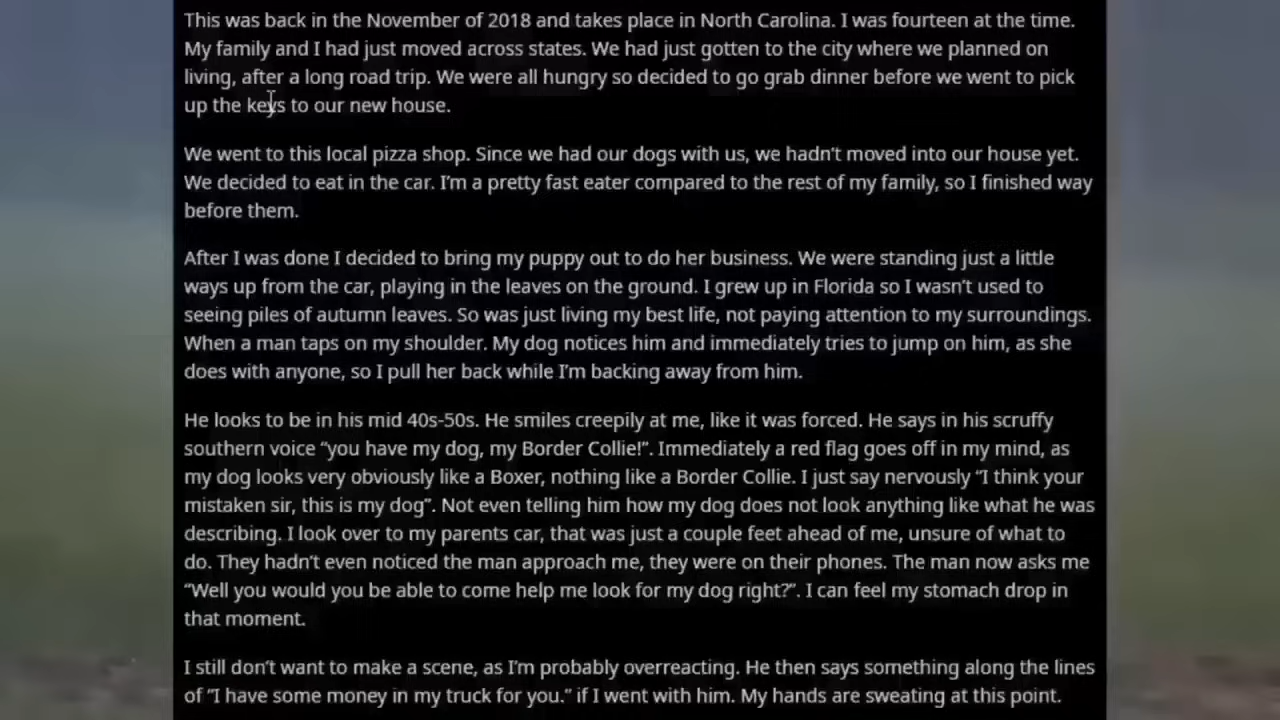 This was back in the November of 2018 and takes place in North Carolina. I was fourteen at the time.
My family and I had just moved across states. We had just gotten to the city where we planned on
living, after a long road trip. We were all hungry so decided to go grab dinner before we went to pick
up the keys to our new house.
We went to this local pizza shop. Since we had our dogs with us, we hadn't moved into our house yet.
We decided to eat in the car. I'm a pretty fast eater compared to the rest of my family, so I finished way
before them.
After I was done I decided to bring my puppy out to do her business. We were standing just a little
ways up from the car, playing in the leaves on the ground. I grew up in Florida so I wasn't used to
seeing piles of autumn leaves. So was just living my best life, not paying attention to my surroundings.
When a man taps on my shoulder. My dog notices him and immediately tries to jump on him, as she
does with anyone, so I pull her back while I'm backing away from him.
He looks to be in his mid 40s-50s. He smiles creepily at me, like it was forced. He says in his scruffy
southern voice “you have my dog, my Border Collie!”. Immediately a red flag goes off in my mind, as
my dog looks very obviously like a Boxer, nothing like a Border Collie. I just say nervously “I think your
mistaken sir, this is my dog”. Not even telling him how my dog does not look anything like what he was
describing. I look over to my parents car, that was just a couple feet ahead of me, unsure of what to
do. They hadn't even noticed the man approach me, they were on their phones. The man now asks me
“Well you would you be able to come help me look for my dog right?”. I can feel my stomach drop in
that moment.
I still don't want to make a scene, as I'm probably overreacting. He then says something along the lines
of “I have some money in my truck for you.” if I went with him. My hands are sweating at this point.